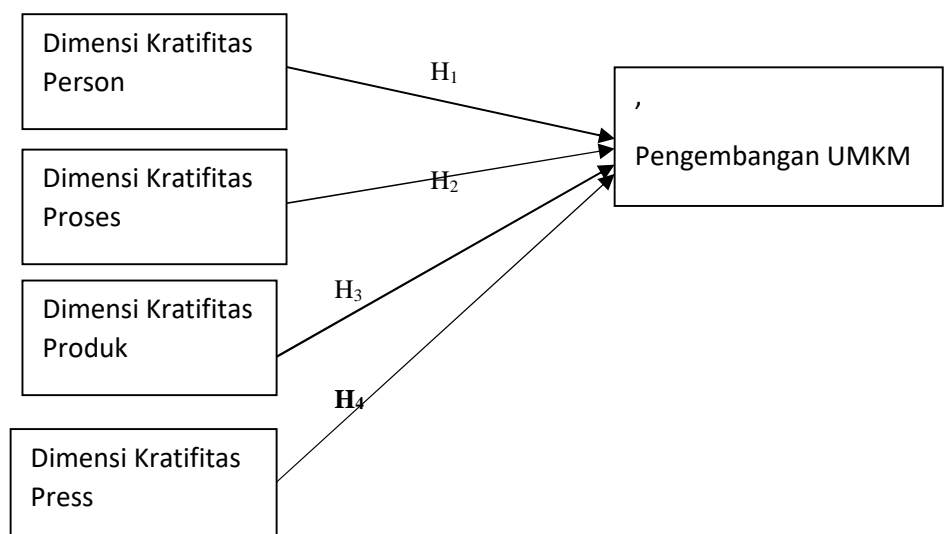 Dimensi Kratifitas
Person
H₁
,
Pengembangan UMKM
Dimensi Kratifitas
Proses
H₂
Dimensi Kratifitas
Produk
H₃
H₄
Dimensi Kratifitas
Press